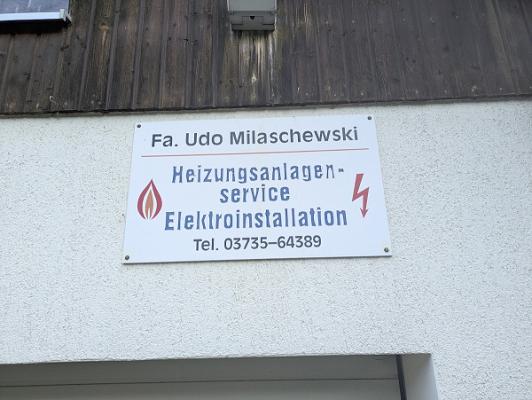 Fa. Udo Milaschewski
Heizungsanlagen-
service
Elektroinstallation
Tel. 03735–64389